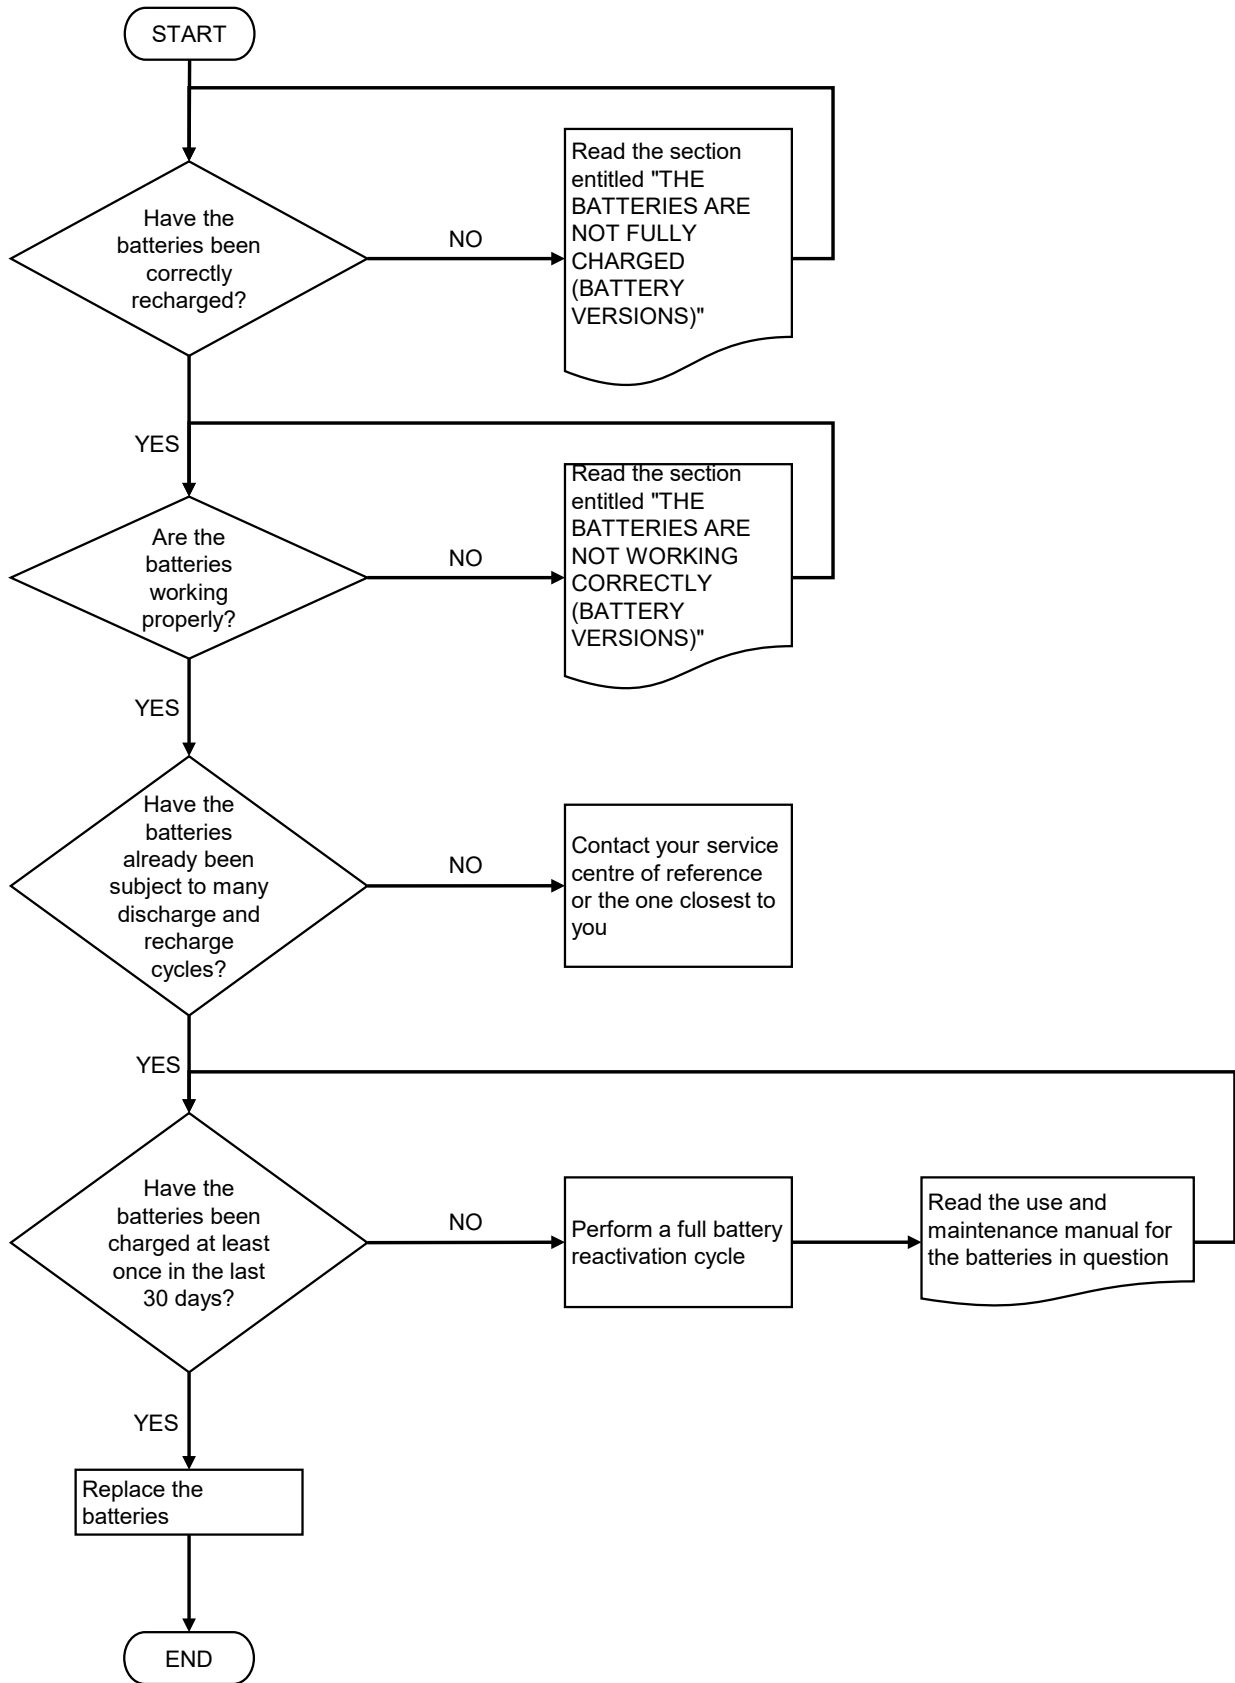 START
Have the
batteries been
correctly
recharged?
NO
Read the section
entitled "THE
BATTERIES ARE
NOT FULLY
CHARGED
(BATTERY
VERSIONS)"
YES
Are the
batteries
working
properly?
NO
Read the section
entitled "THE
BATTERIES ARE
NOT WORKING
CORRECTLY
(BATTERY
VERSIONS)"
YES
Have the
batteries
already been
subject to many
discharge and
recharge
cycles?
NO
Contact your service
centre of reference
or the one closest to
you
YES
Have the
batteries been
charged at least
once in the last
30 days?
NO
Perform a full battery
reactivation cycle
Read the use and
maintenance manual for
the batteries in question
YES
Replace the
batteries
END